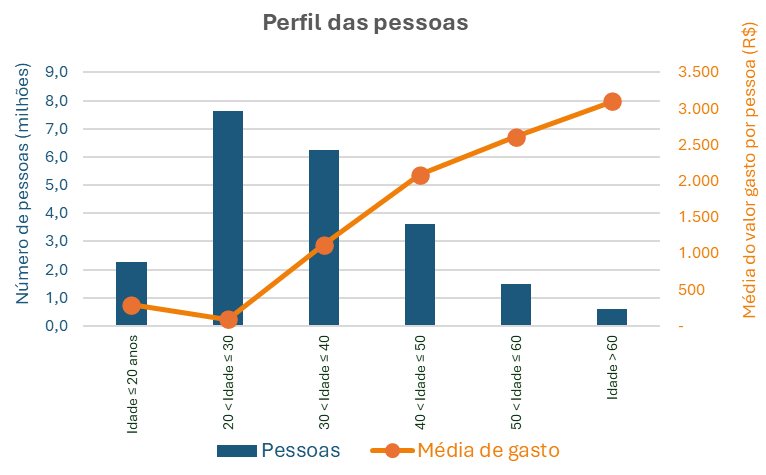 Perfil das pessoas
Número de pessoas (milhões)
9,0
8,0
7,0
6,0
5,0
4,0
3,0
2,0
1,0
0,0
3.500
3.000
2.500
2.000
1.500
1.000
500
-
Média do valor gasto por pessoa (R$)
Idade ≤ 20 anos
20 < Idade ≤ 30
30 < Idade ≤ 40
40 < Idade ≤ 50
50 < Idade ≤ 60
Idade > 60
Pessoas
Média de gasto